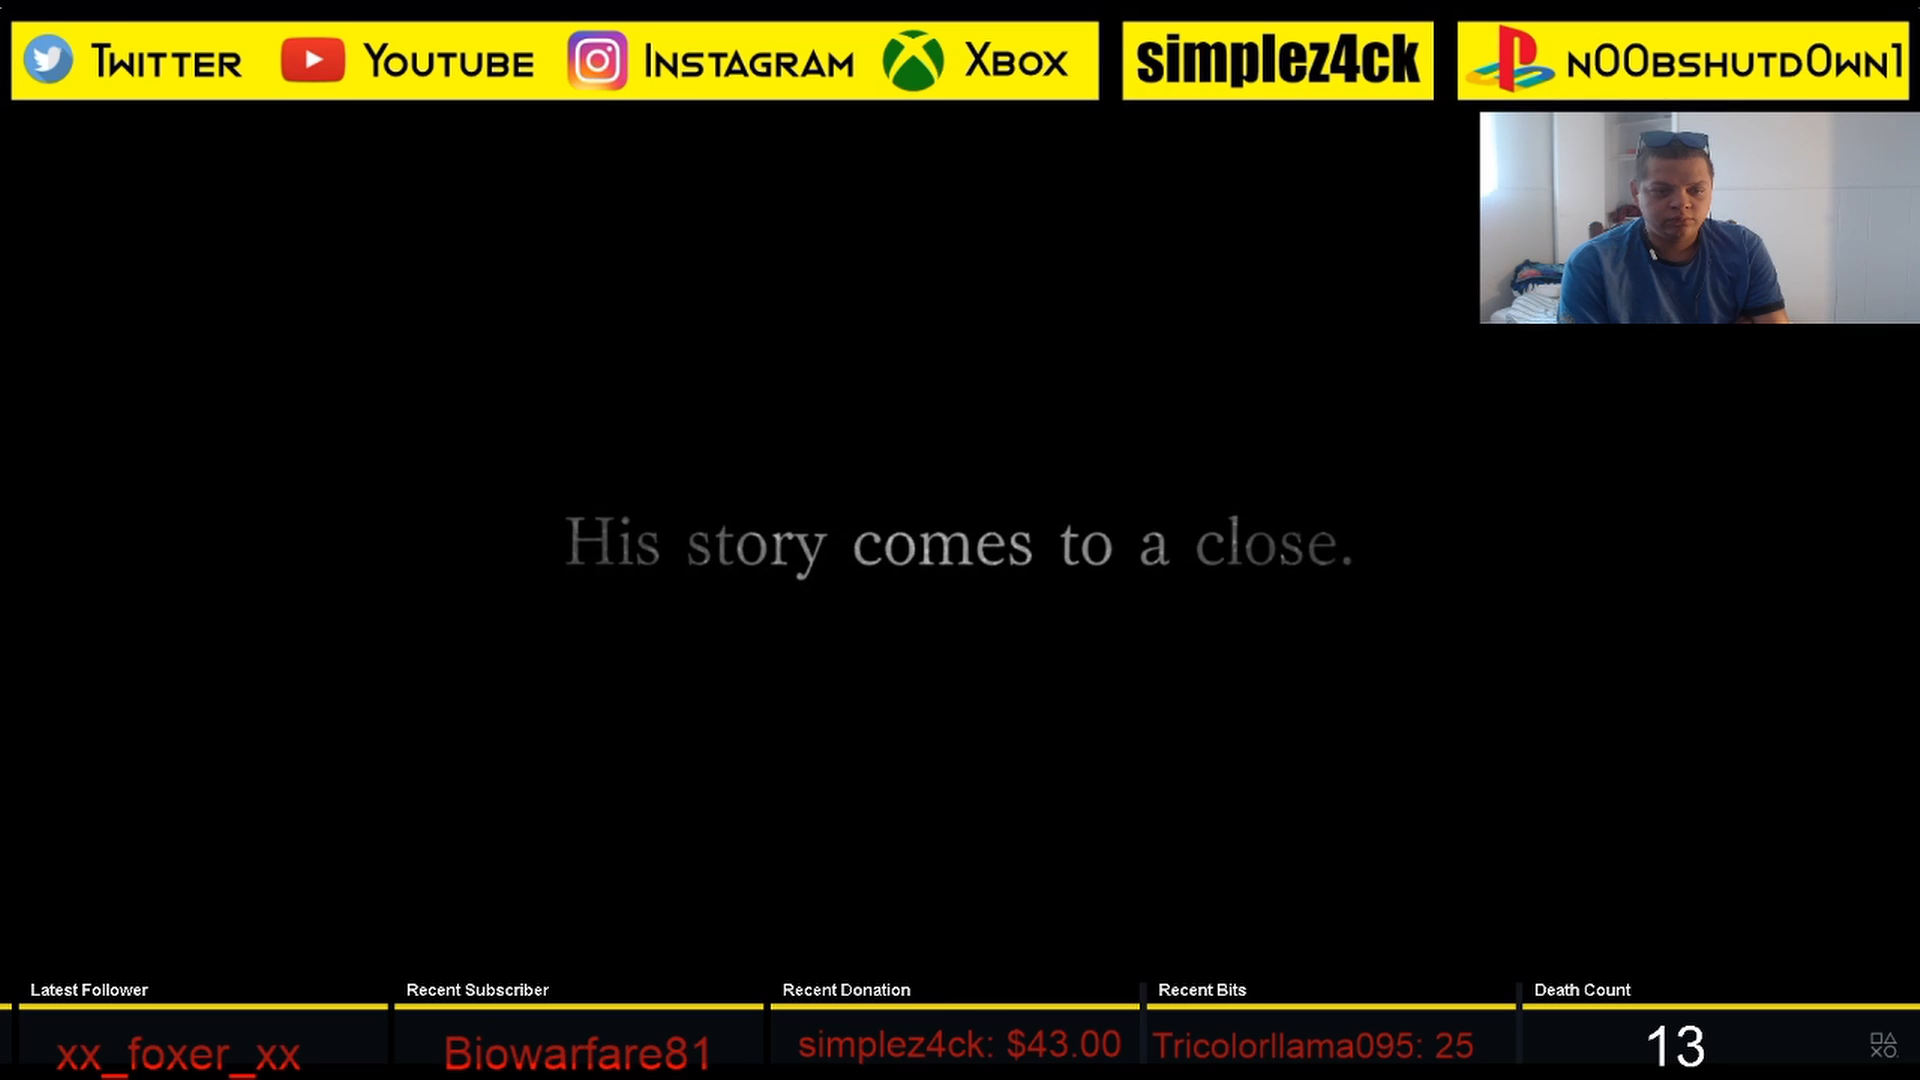 Twitter Youtube Instagram Xbox simplez4ck n00bshutd0wn1
His story comes to a close.
Latest Follower Recent Subscriber Recent Donation Recent Bits Death Count
xx_foxer_xx Biowarfare81 simplez4ck: $43.00 Tricolorllama095: 25 13